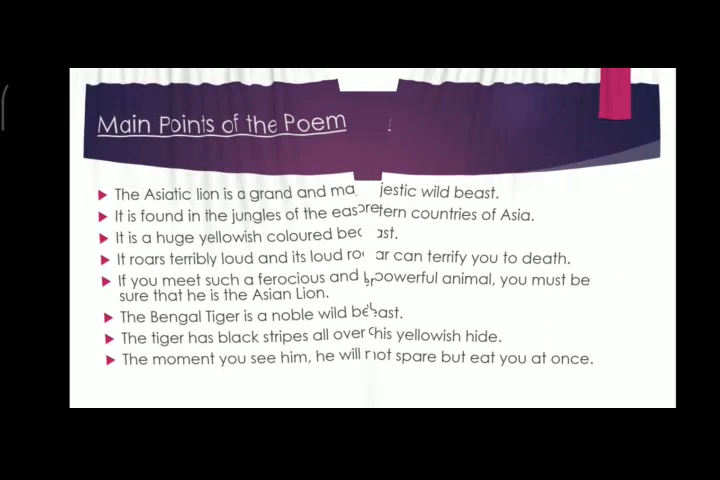 Main Points of the Poem
The Asiatic lion is a grand and majestic wild beast.
It is found in the jungles of the eastern countries of Asia.
It is a huge yellowish coloured beast.
It roars terribly loud and its loud roar can terrify you to death.
If you meet such a ferocious and powerful animal, you must be
sure that he is the Asian Lion.
The Bengal Tiger is a noble wild beast.
The tiger has black stripes all over his yellowish hide.
The moment you see him, he will not spare but eat you at once.